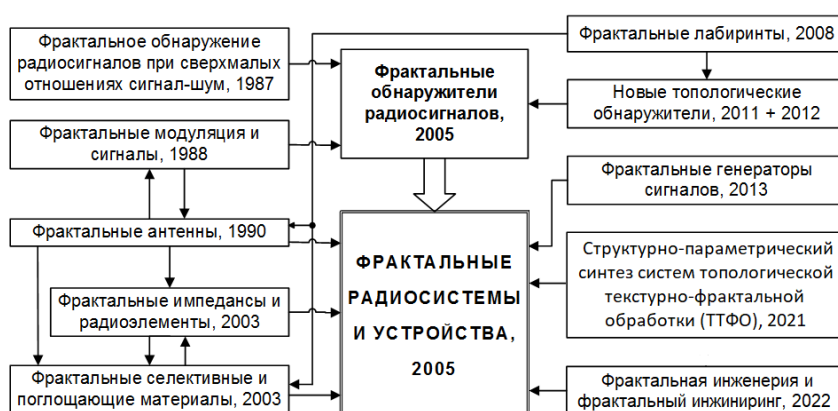 Фрактальное обнаружение
радиосигналов при сверхмалых
отношениях сигнал-шум, 1987
Фрактальные модуляция и
сигналы, 1988
Фрактальные антенны, 1990
Фрактальные импедансы и
радиоэлементы, 2003
Фрактальные селективные и
поглощающие материалы, 2003
Фрактальные
обнаружители
радиосигналов,
2005
ФРАКТАЛЬНЫЕ
РАДИОСИСТЕМЫ
И УСТРОЙСТВА,
2005
Фрактальные лабиринты, 2008
Новые топологические
обнаружители, 2011 + 2012
Фрактальные генераторы
сигналов, 2013
Структурно-параметрический
синтез систем топологической
текстурно-фрактальной
обработки (ТТФО), 2021
Фрактальная инженерия и
фрактальный инжиниринг, 2022